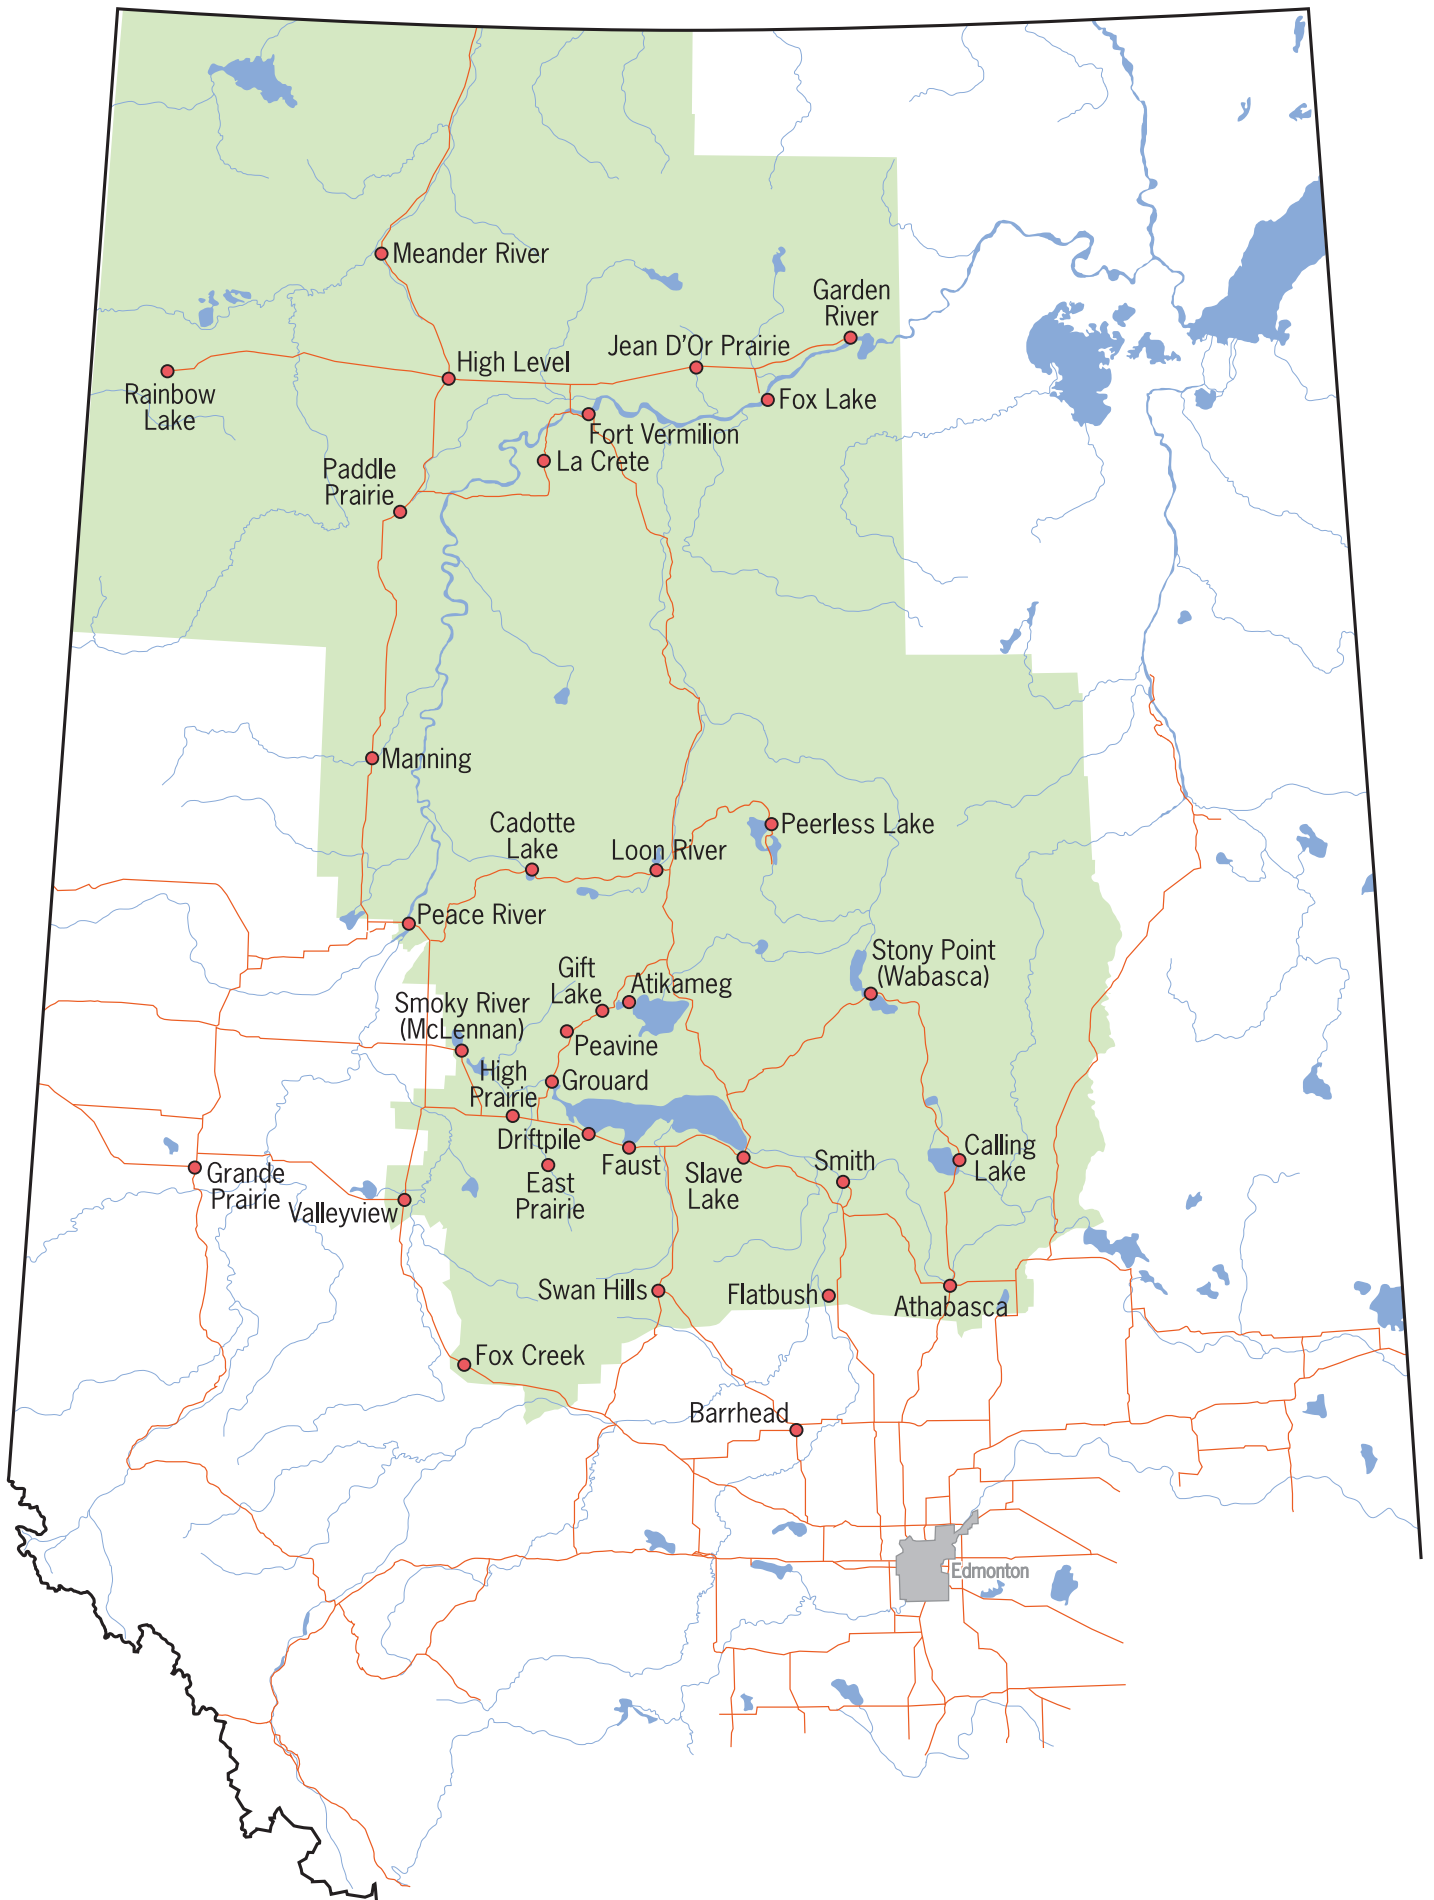 Meander River
Garden
River
Jean D'Or Prairie
High Level
Rainbow
Lake
Fox Lake
Fort Vermilion
La Crete
Paddle
Prairie
Manning
Cadotte
Lake
Loon River
Peerless Lake
Peace River
Stony Point
(Wabasca)
Gift
Lake
Atikameg
Smoky River
(McLennan)
Peavine
High
Prairie
Grouard
Driftpile
Faust
East
Prairie
Slave
Lake
Smith
Calling
Lake
Grande
Prairie
Valleyview
Swan Hills
Flatbush
Athabasca
Fox Creek
Barrhead
Edmonton